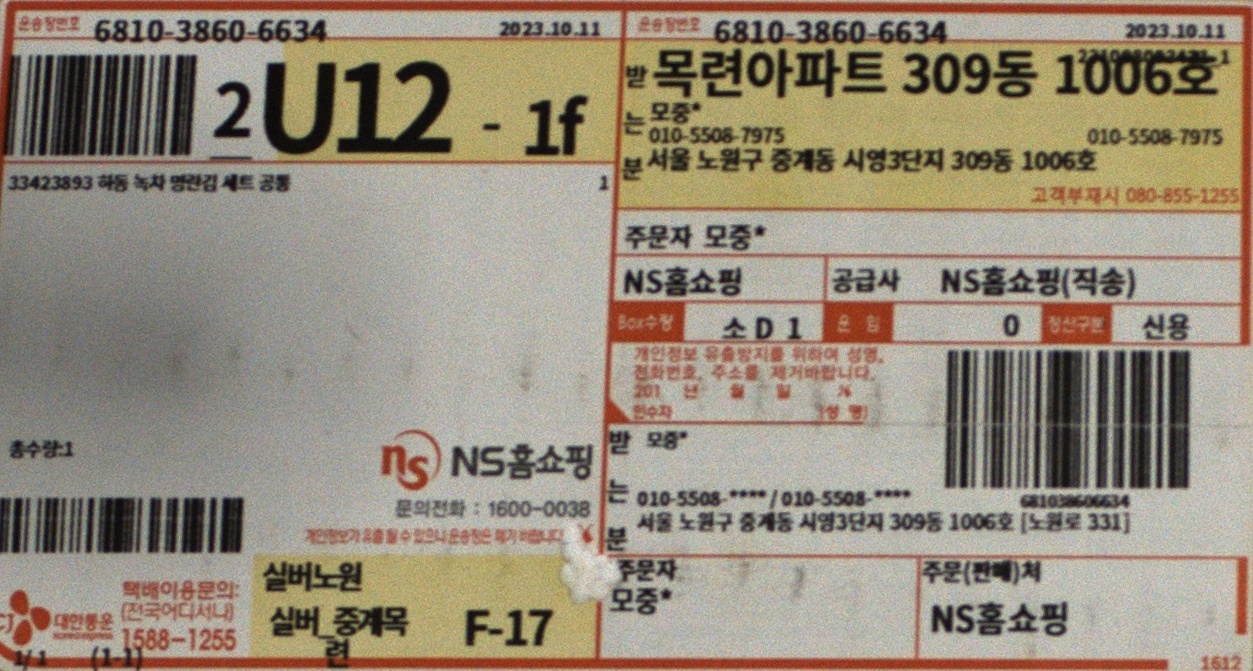 운송장번호 6810-3860-6634 2023.10.11
2 U12 - 1f
33423893 하동 녹차 명란김 세트 공통 1
총수량:1
ns NS홈쇼핑
문의전화 : 1600-0038
개인정보가 유출 될 수 있으니 운송장은 제거 바랍니다.
CJ 대한통운
택배이용문의:
(전국어디서나)
1588-1255
1/1 (1-1)
실버노원
실버_중계목
련
F-17
운송장번호 6810-3860-6634 2023.10.11
받는분 목련아파트 309동 1006호
모중*
010-5508-7975 010-5508-7975
서울 노원구 중계동 시영3단지 309동 1006호
고객부재시 080-855-1255
주문자 모중*
NS홈쇼핑 공급사 NS홈쇼핑(직송)
Box수량 소 D 1 운 임 0 정산구분 신용
개인정보 유출방지를 위하여 성명,
전화번호, 주소를 제거바랍니다.
201 년 월 일 시
인수자 (성 명)
받는분 모중*
010-5508-**** / 010-5508-****
681038606634
서울 노원구 중계동 시영3단지 309동 1006호 [노원로 331]
주문자
모중*
주문(판매)처
NS홈쇼핑
1612